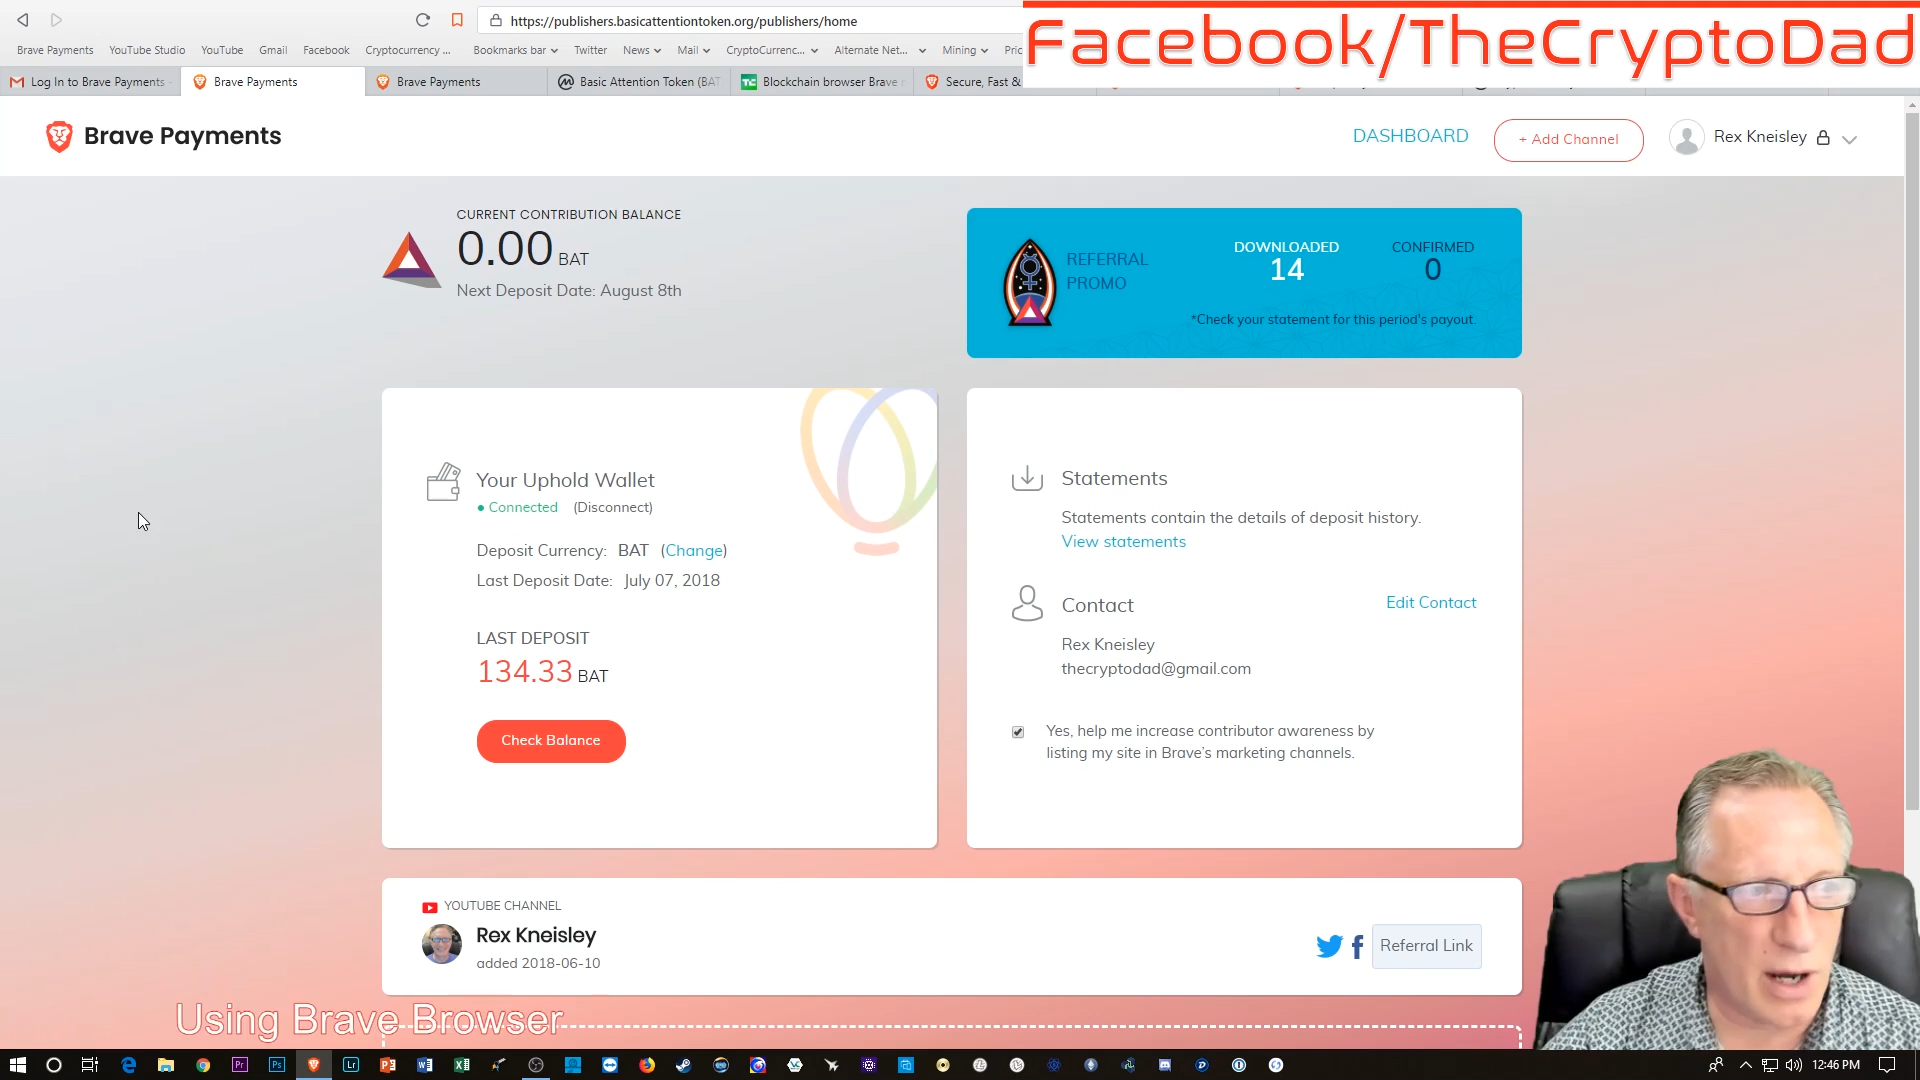 https://publishers.basicattentiontoken.org/publishers/home
Facebook/TheCryptoDad
Brave Payments YouTube Studio YouTube Gmail Facebook Cryptocurrency ... Bookmarks bar Twitter News Mail CryptoCurrenc... Alternate Net... Mining
Log In to Brave Payments Brave Payments Brave Payments Basic Attention Token (BAT Blockchain browser Brave Secure, Fast &
Brave Payments
DASHBOARD
+ Add Channel
Rex Kneisley
CURRENT CONTRIBUTION BALANCE
0.00 BAT
Next Deposit Date: August 8th
REFERRAL
PROMO
DOWNLOADED
14
CONFIRMED
0
*Check your statement for this period's payout.
Your Uphold Wallet
Connected (Disconnect)
Deposit Currency: BAT (Change)
Last Deposit Date: July 07, 2018
LAST DEPOSIT
134.33 BAT
Check Balance
Statements
Statements contain the details of deposit history.
View statements
Contact
Edit Contact
Rex Kneisley
thecryptodad@gmail.com
Yes, help me increase contributor awareness by
listing my site in Brave's marketing channels.
YOUTUBE CHANNEL
Rex Kneisley
added 2018-06-10
Referral Link
Using Brave Browser
12:46 PM